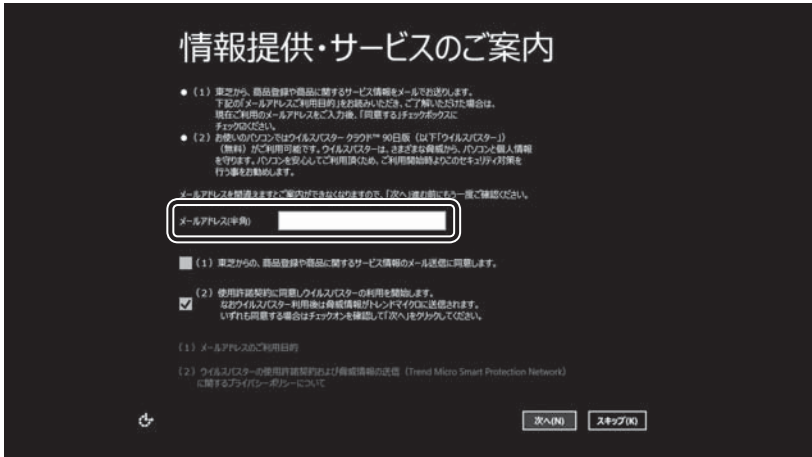 情報提供・サービスのご案内
● （1）東芝から、商品登録や商品に関するサービス情報をメールでお送りします。
下記の「メールアドレスご利用目的」をお読みいただき、ご了解いただけた場合は、
現在ご利用のメールアドレスをご入力後、「同意する」チェックボックスに
チェックください。
● （2）お使いのパソコンではウイルスバスター クラウド™ 90日版（以下「ウイルスバスター」）
（無料）がご利用可能です。ウイルスバスターは、さまざまな脅威から、パソコンと個人情報
を守ります。パソコンを安心してご利用頂くため、ご利用開始時よりこのセキュリティ対策を
行う事をお勧めします。
メールアドレスを間違えますとご案内ができなくなりますので、「次へ」進む前にもう一度ご確認ください。
メールアドレス(半角)
（1）東芝からの、商品登録や商品に関するサービス情報のメール送信に同意します。
（2）使用許諾契約に同意しウイルスバスターの利用を開始します。
なおウイルスバスター利用後は脅威情報がトレンドマイクロに送信されます。
いずれも同意する場合はチェックオンを確認して「次へ」をクリックしてください。
（1）メールアドレスのご利用目的
（2）ウイルスバスターの使用許諾契約および脅威情報の送信（Trend Micro Smart Protection Network）
に関するプライバシーポリシーについて
次へ(N) スキップ(K)